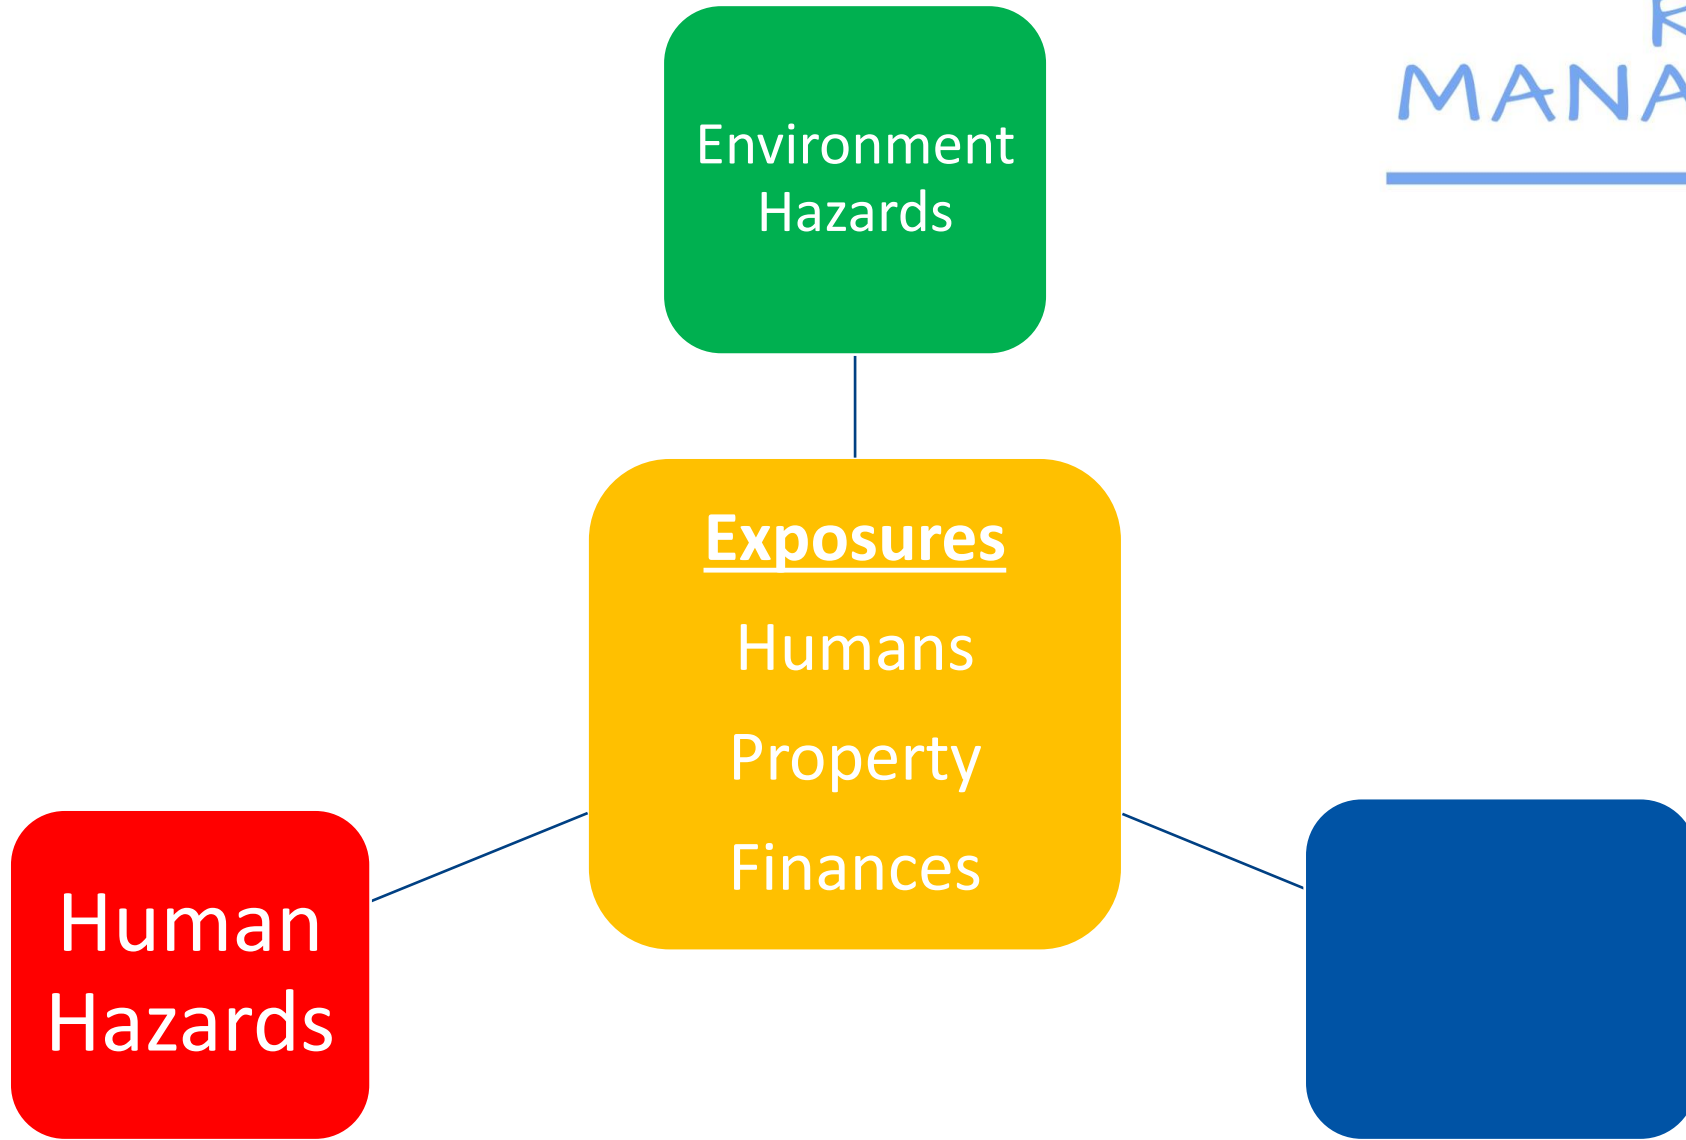 MANA
Environment
Hazards
Exposures
Humans
Property
Finances
Human
Hazards